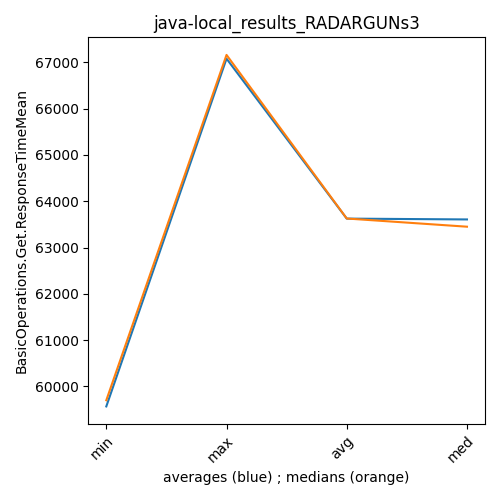 java-local_results_RADARGUNs3
BasicOperations.Get.ResponseTimeMean
67000
66000
65000
64000
63000
62000
61000
60000
min
max
avg
med
averages (blue) ; medians (orange)